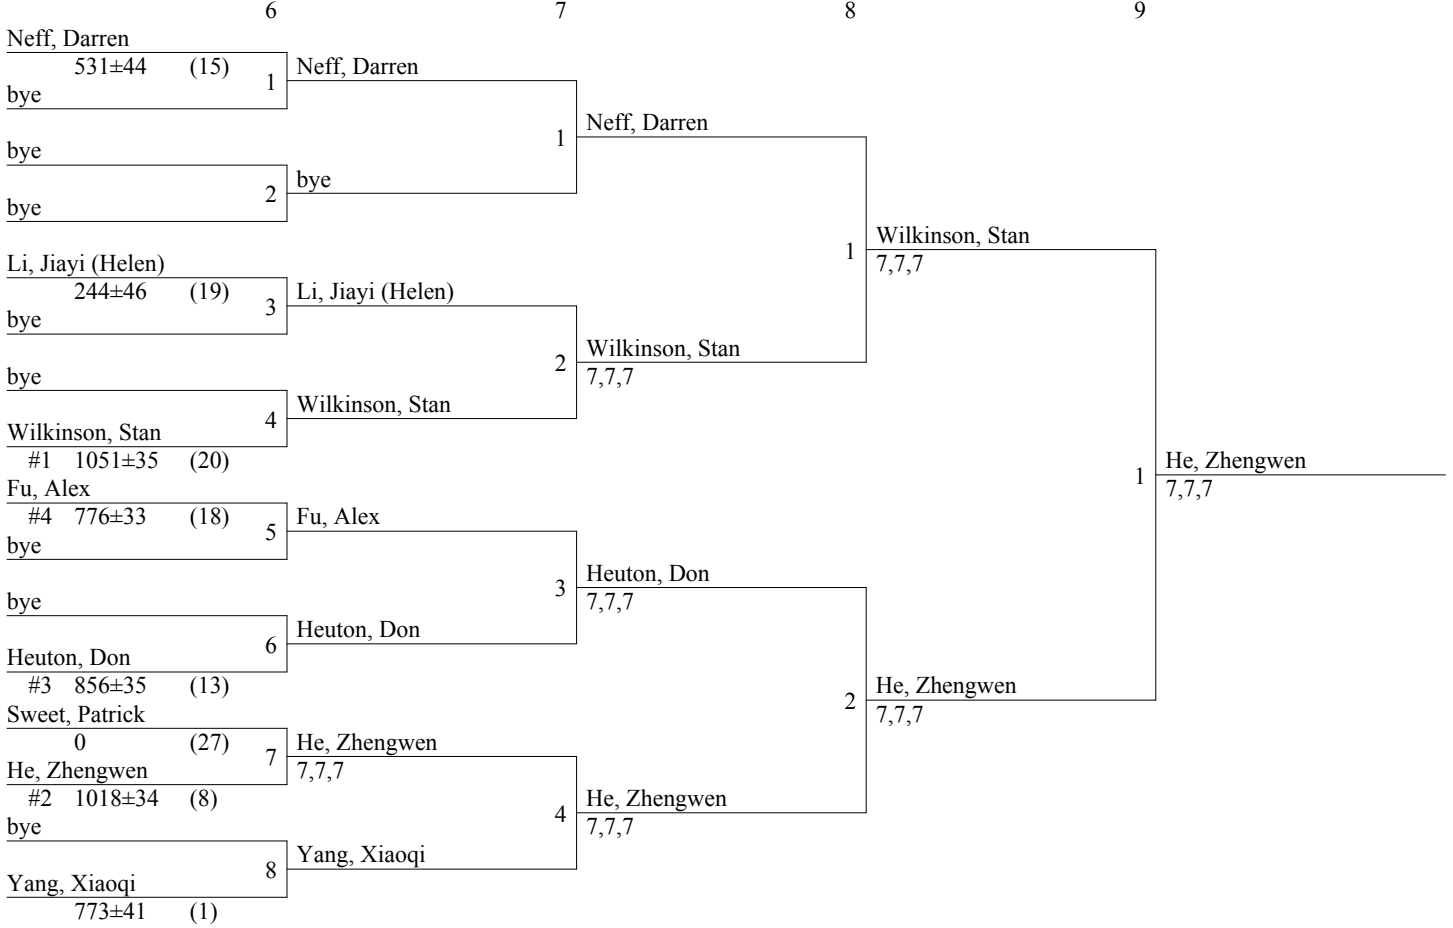 6 7 8 9
Neff, Darren
531±44 (15)
bye
1
Neff, Darren
bye
2
bye
bye
1
Neff, Darren
Li, Jiayi (Helen)
244±46 (19)
bye
3
Li, Jiayi (Helen)
bye
4
Wilkinson, Stan
Wilkinson, Stan
#1 1051±35 (20)
2
Wilkinson, Stan
7,7,7
1
Wilkinson, Stan
7,7,7
Fu, Alex
#4 776±33 (18)
bye
5
Fu, Alex
bye
6
Heuton, Don
Heuton, Don
#3 856±35 (13)
3
Heuton, Don
7,7,7
Sweet, Patrick
0 (27)
7
He, Zhengwen
7,7,7
He, Zhengwen
#2 1018±34 (8)
bye
8
Yang, Xiaoqi
Yang, Xiaoqi
773±41 (1)
4
He, Zhengwen
7,7,7
2
He, Zhengwen
7,7,7
1
He, Zhengwen
7,7,7